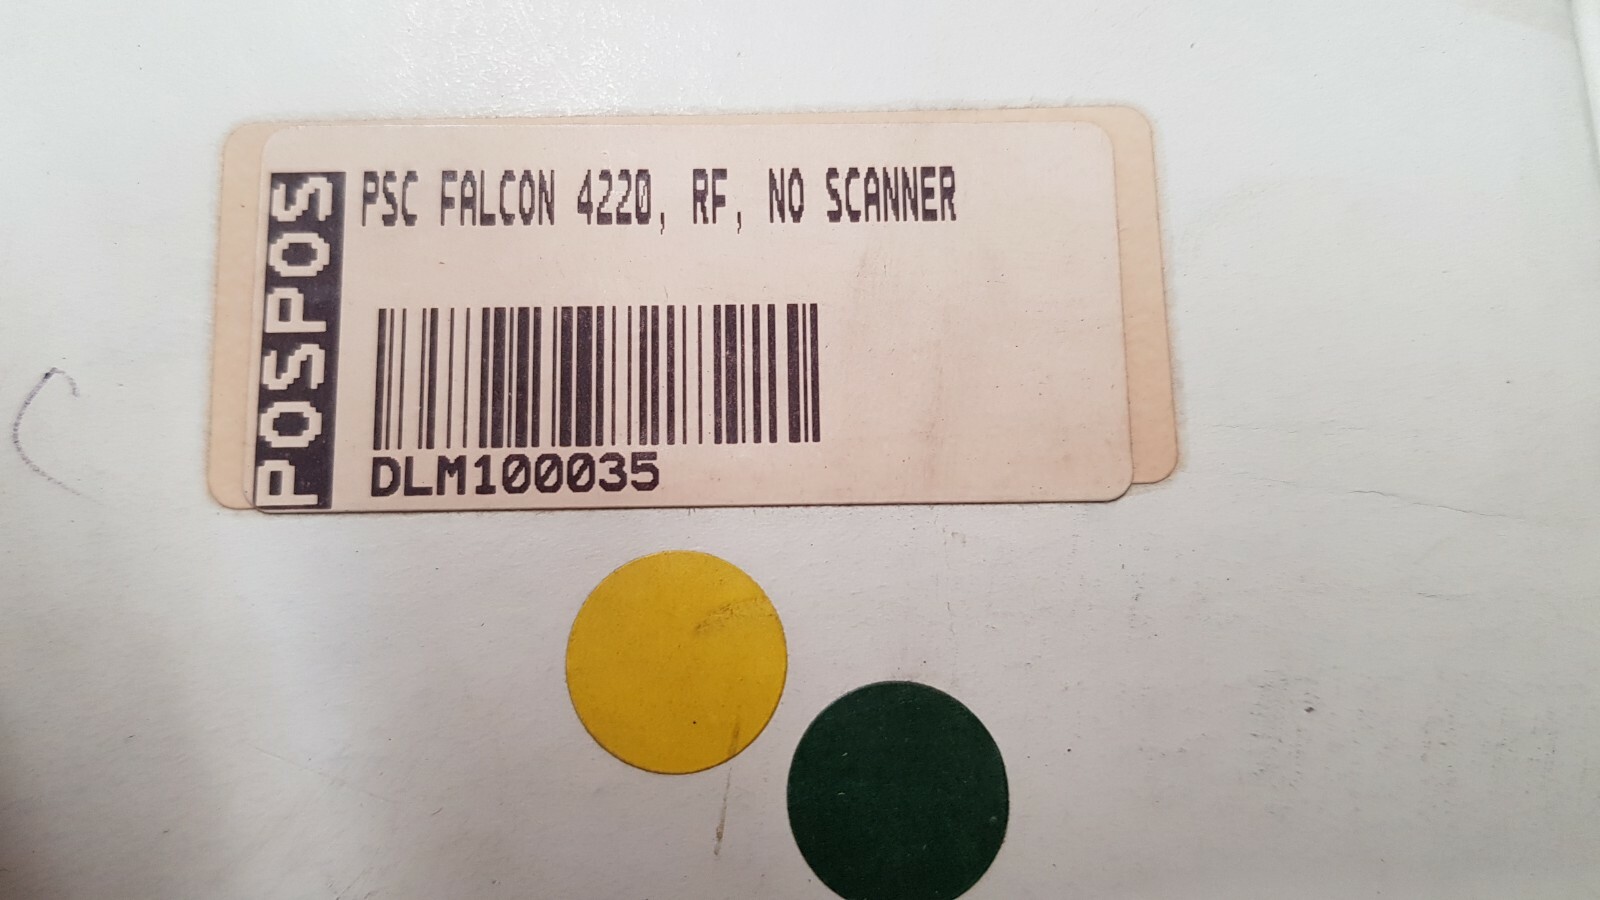 POSPOS
PSC FALCON 4220, RF, NO SCANNER
DLM100035